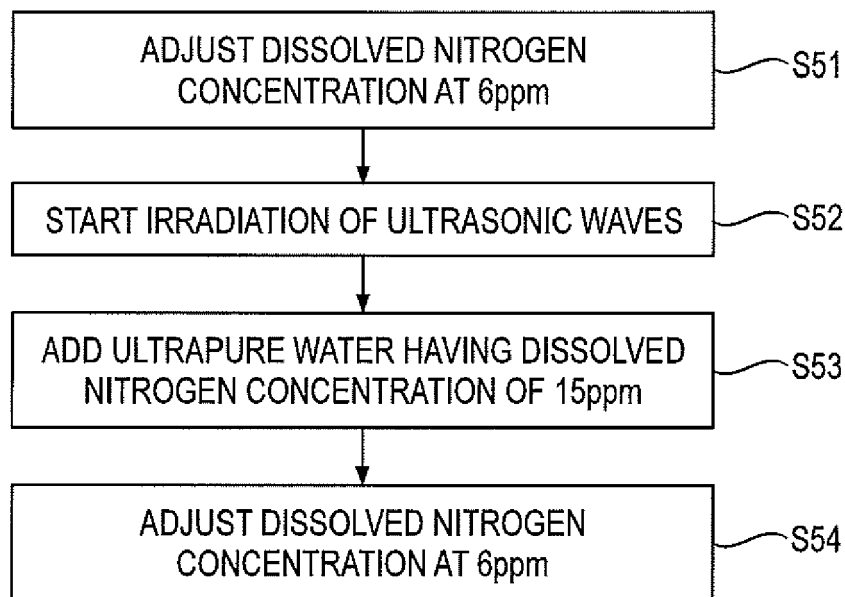 ADJUST DISSOLVED NITROGEN
CONCENTRATION AT 6ppm
S51
START IRRADIATION OF ULTRASONIC WAVES
S52
ADD ULTRAPURE WATER HAVING DISSOLVED
NITROGEN CONCENTRATION OF 15ppm
S53
ADJUST DISSOLVED NITROGEN
CONCENTRATION AT 6ppm
S54